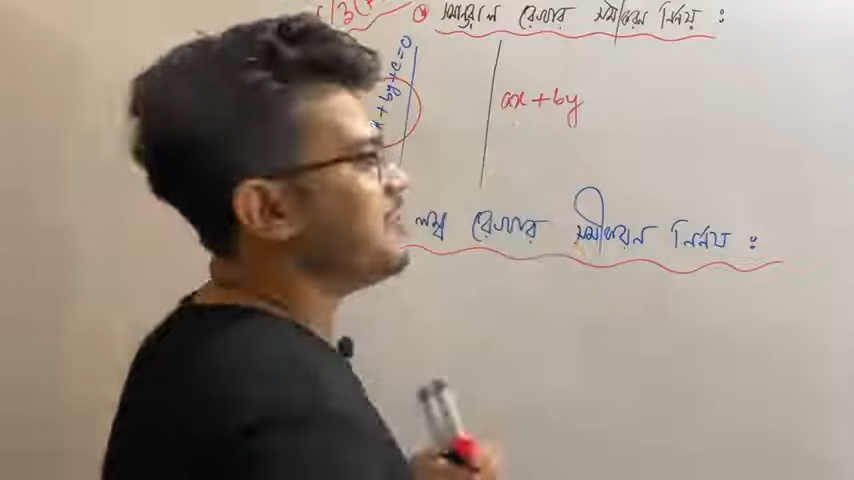 সমান্তরাল রেখার সমীকরণ নির্ণয় :
x + by + c = 0
ax + by
লম্ব রেখার সমীকরণ নির্ণয় :